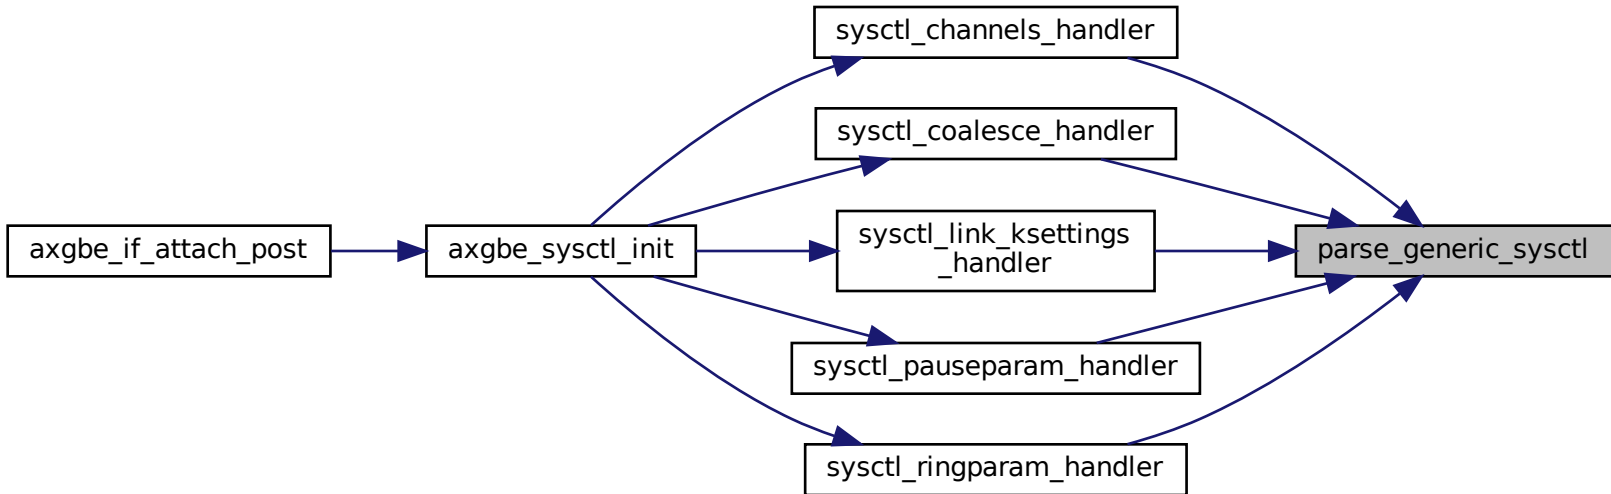 sysctl_channels_handler
sysctl_coalesce_handler
axgbe_if_attach_post
axgbe_sysctl_init
sysctl_link_ksettings
_handler
parse_generic_sysctl
sysctl_pauseparam_handler
sysctl_ringparam_handler